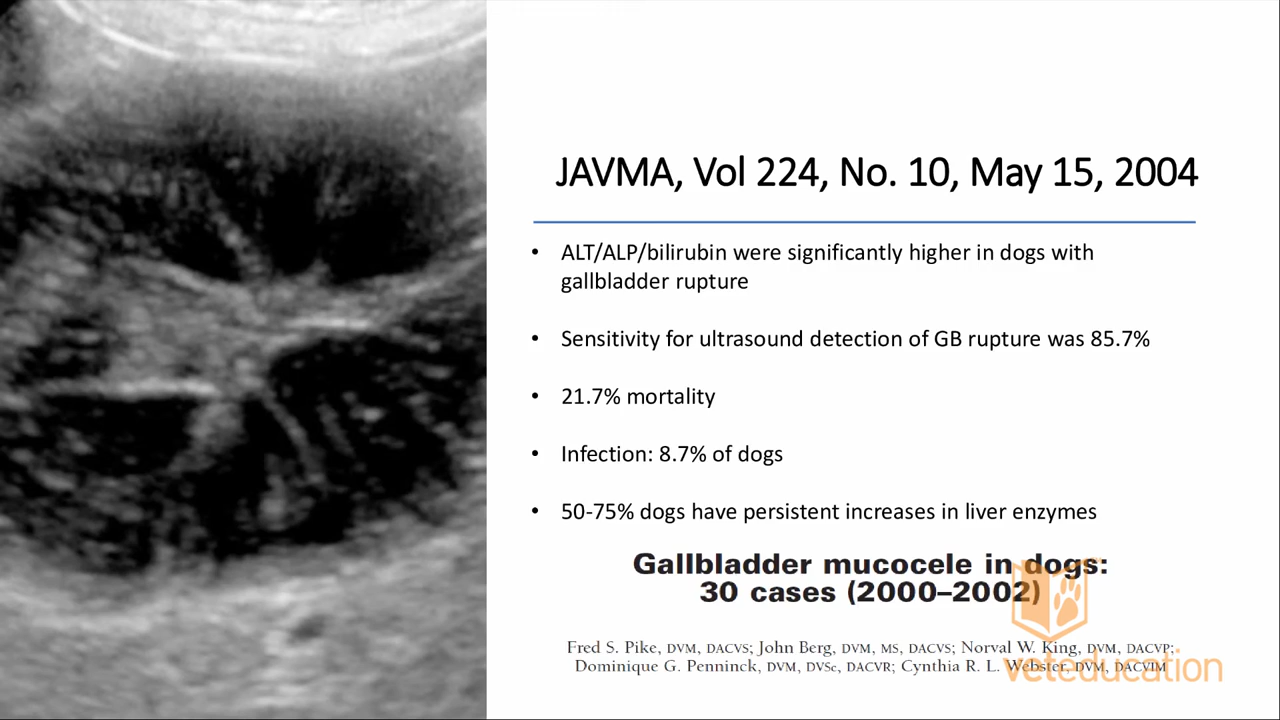 JAVMA, Vol 224, No. 10, May 15, 2004
• ALT/ALP/bilirubin were significantly higher in dogs with
gallbladder rupture
• Sensitivity for ultrasound detection of GB rupture was 85.7%
• 21.7% mortality
• Infection: 8.7% of dogs
• 50-75% dogs have persistent increases in liver enzymes
Gallbladder mucocele in dogs:
30 cases (2000–2002)
Fred S. Pike, DVM, DACVS; John Berg, DVM, MS, DACVS; Norval W. King, DVM, DACVP;
Dominique G. Penninck, DVM, DVSc, DACVR; Cynthia R. L. Webster, DVM, DACVIM
veteducation